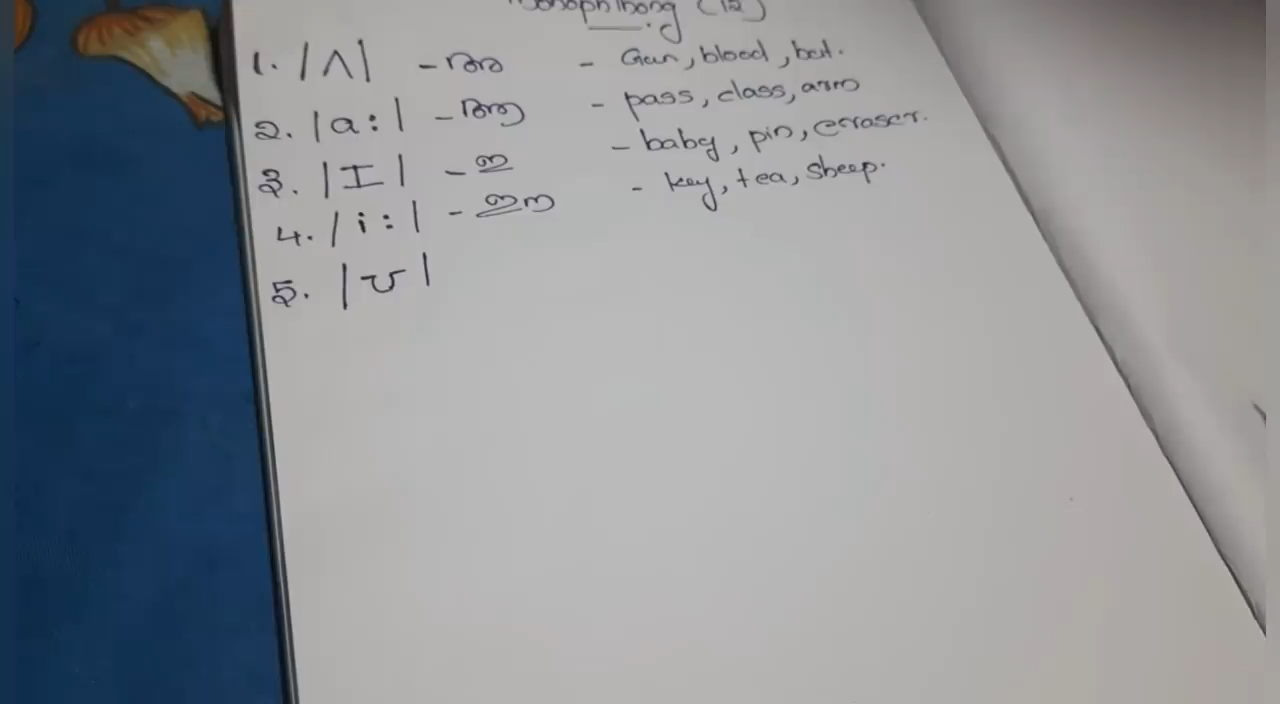 Monophthong (12)
1. /ʌ/ - അ - Gun, blood, but.
2. /a:/ - ആ - pass, class, arm
3. /I/ - ഇ - baby, pin, eraser.
4. /i:/ - ഈ - key, tea, sheep.
5. /ʊ/